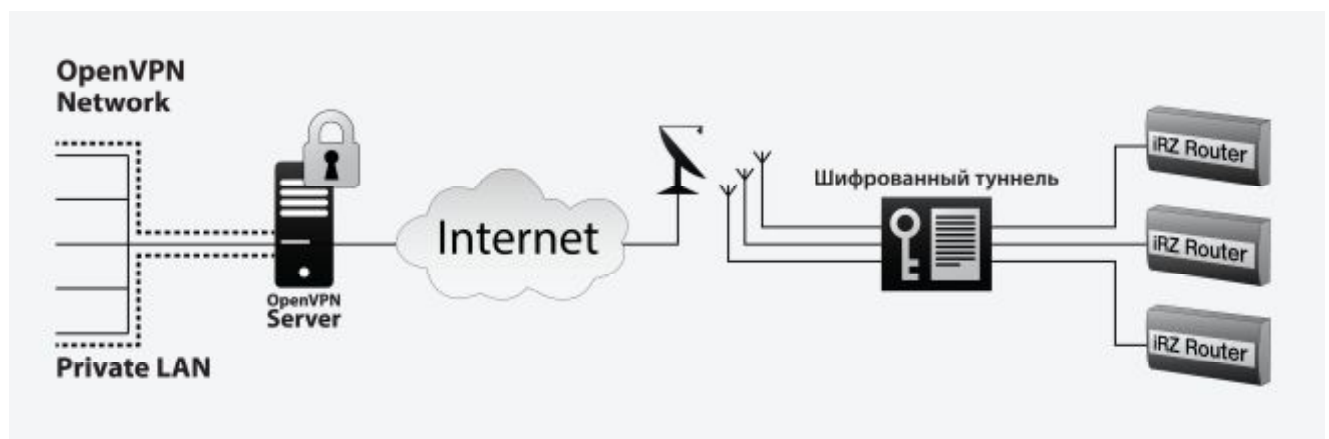 OpenVPN
Network
OpenVPN
Server
Private LAN
Internet
Шифрованный туннель
iRZ Router
iRZ Router
iRZ Router